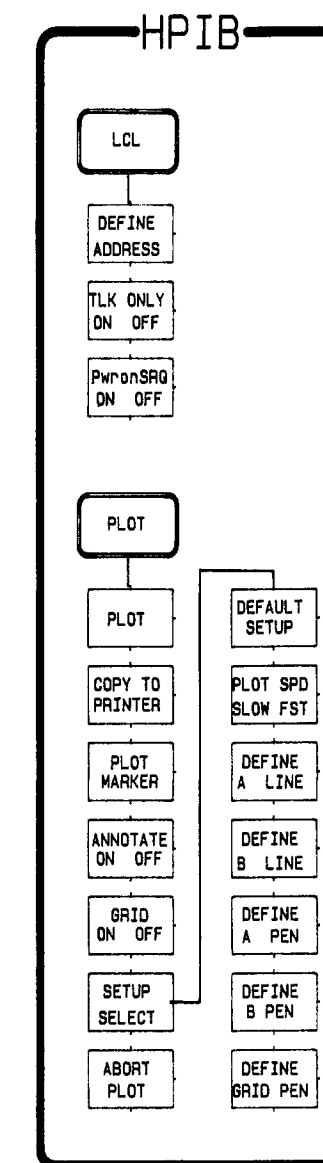 HPIB
LCL
DEFINE
ADDRESS
TLK ONLY
ON OFF
PwronSRQ
ON OFF
PLOT
PLOT
COPY TO
PRINTER
PLOT
MARKER
ANNOTATE
ON OFF
GRID
ON OFF
SETUP
SELECT
ABORT
PLOT
DEFAULT
SETUP
PLOT SPD
SLOW FST
DEFINE
A LINE
DEFINE
B LINE
DEFINE
A PEN
DEFINE
B PEN
DEFINE
GRID PEN